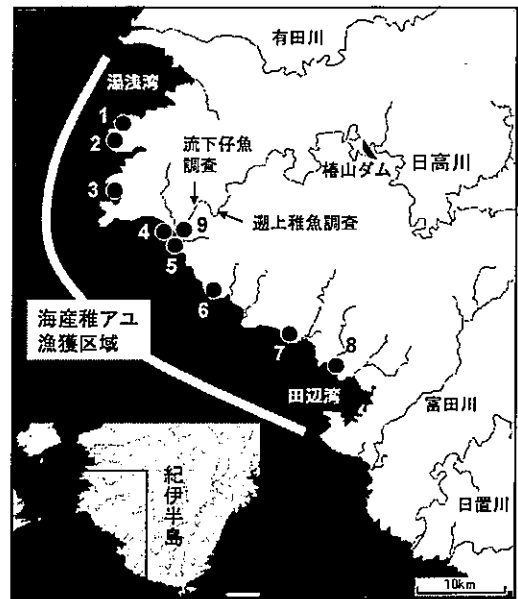 有田川
湯浅湾
1
2
流下仔魚
調査
椿山ダム
日高川
3
4
9
遡上稚魚調査
5
6
海産稚アユ
漁獲区域
7
8
田辺湾
富田川
紀伊半島
日置川
10km